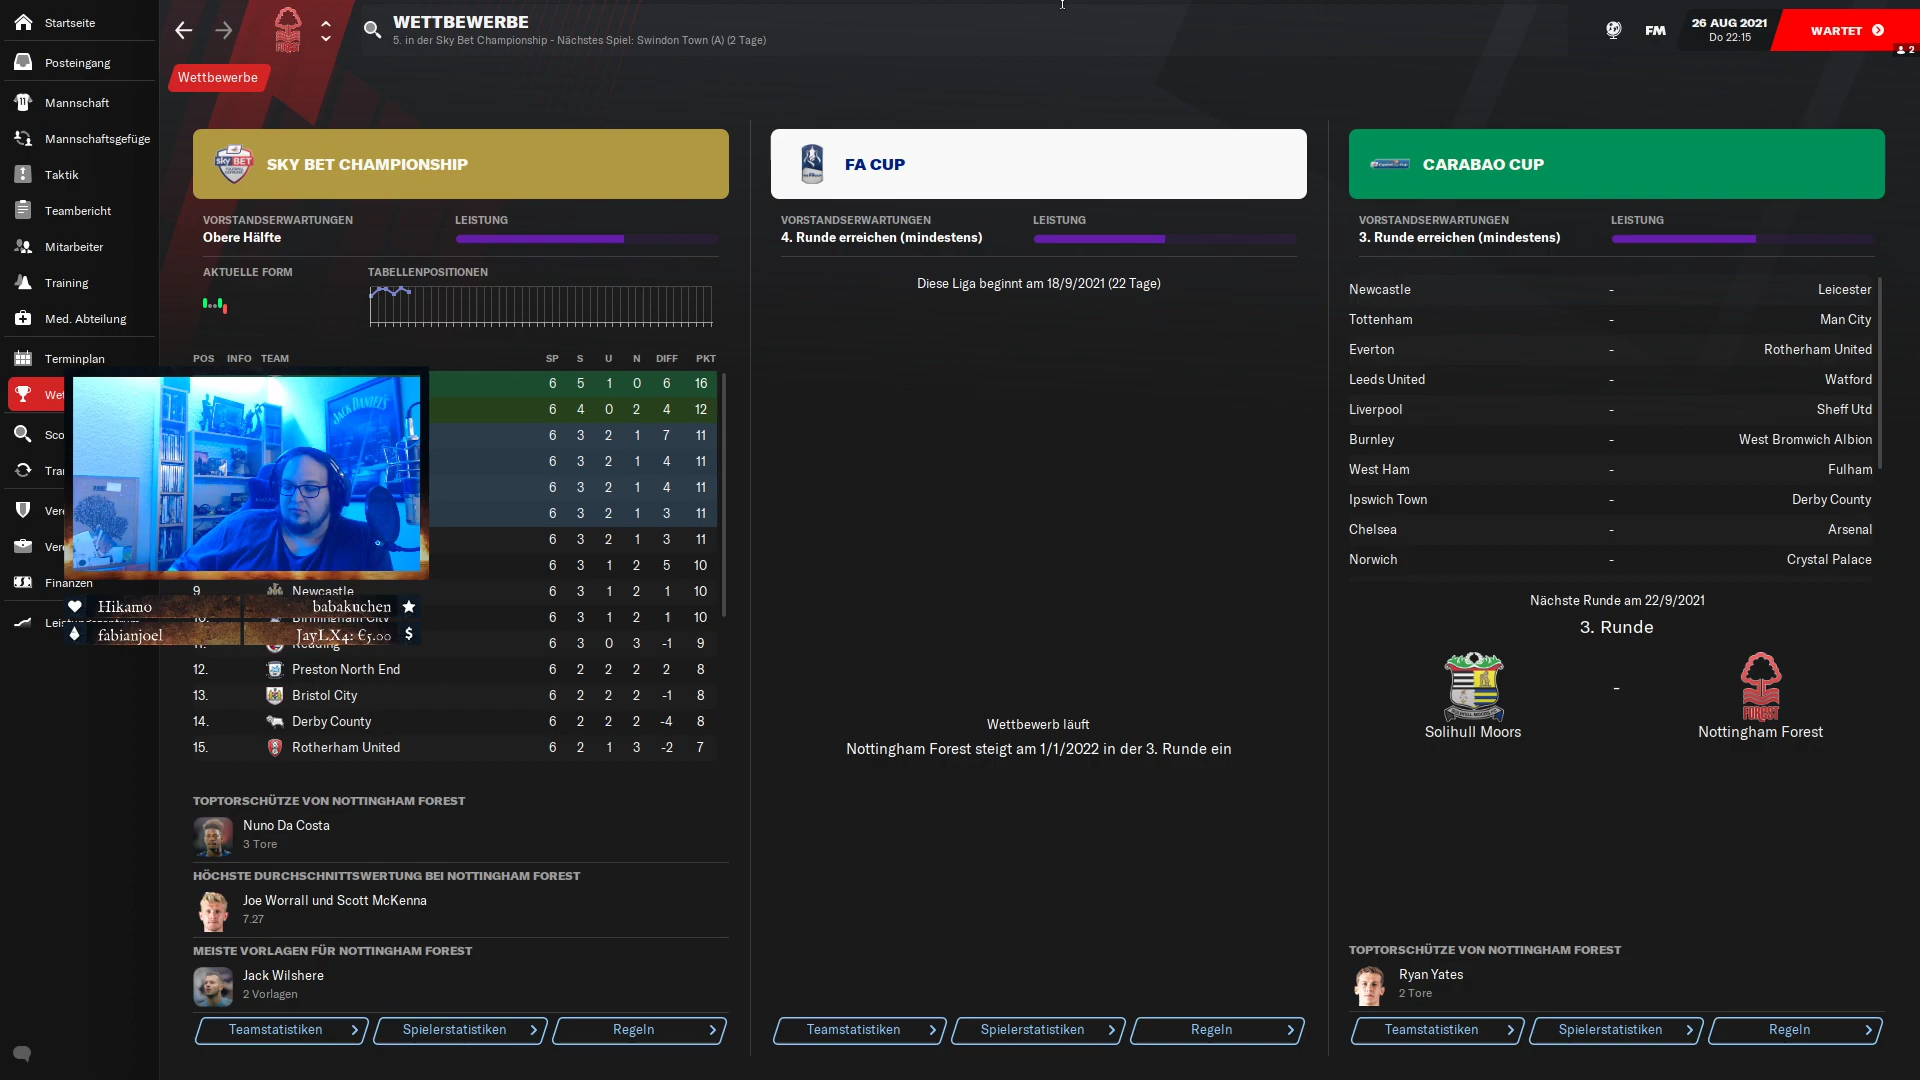 Startseite
Posteingang
Mannschaft
Mannschaftsgefüge
Taktik
Teambericht
Mitarbeiter
Training
Med. Abteilung
Terminplan
Finanzen
WETTBEWERBE
5. in der Sky Bet Championship - Nächstes Spiel: Swindon Town (A) (2 Tage)
FM
26 AUG 2021
Do 22:15
WARTET
2
Wettbewerbe
SKY BET CHAMPIONSHIP
VORSTANDSERWARTUNGEN LEISTUNG
Obere Hälfte
AKTUELLE FORM TABELLENPOSITIONEN
POS INFO TEAM SP S U N DIFF PKT
6 5 1 0 6 16
6 4 0 2 4 12
6 3 2 1 7 11
6 3 2 1 4 11
6 3 2 1 4 11
6 3 2 1 3 11
6 3 2 1 3 11
6 3 1 2 5 10
9. Newcastle 6 3 1 2 1 10
10. Birmingham City 6 3 1 2 1 10
11. Reading 6 3 0 3 -1 9
12. Preston North End 6 2 2 2 2 8
13. Bristol City 6 2 2 2 -1 8
14. Derby County 6 2 2 2 -4 8
15. Rotherham United 6 2 1 3 -2 7
JACK DANIEL'S
Hikamo babakuchen
fabianjoel JayLX4: €5.00 $
TOPTORSCHÜTZE VON NOTTINGHAM FOREST
Nuno Da Costa
3 Tore
HÖCHSTE DURCHSCHNITTSWERTUNG BEI NOTTINGHAM FOREST
Joe Worrall und Scott McKenna
7.27
MEISTE VORLAGEN FÜR NOTTINGHAM FOREST
Jack Wilshere
2 Vorlagen
Teamstatistiken Spielerstatistiken Regeln
FA CUP
VORSTANDSERWARTUNGEN LEISTUNG
4. Runde erreichen (mindestens)
Diese Liga beginnt am 18/9/2021 (22 Tage)
Wettbewerb läuft
Nottingham Forest steigt am 1/1/2022 in der 3. Runde ein
Teamstatistiken Spielerstatistiken Regeln
CARABAO CUP
VORSTANDSERWARTUNGEN LEISTUNG
3. Runde erreichen (mindestens)
Newcastle - Leicester
Tottenham - Man City
Everton - Rotherham United
Leeds United - Watford
Liverpool - Sheff Utd
Burnley - West Bromwich Albion
West Ham - Fulham
Ipswich Town - Derby County
Chelsea - Arsenal
Norwich - Crystal Palace
Nächste Runde am 22/9/2021
3. Runde
FOREST
Solihull Moors - Nottingham Forest
TOPTORSCHÜTZE VON NOTTINGHAM FOREST
Ryan Yates
2 Tore
Teamstatistiken Spielerstatistiken Regeln